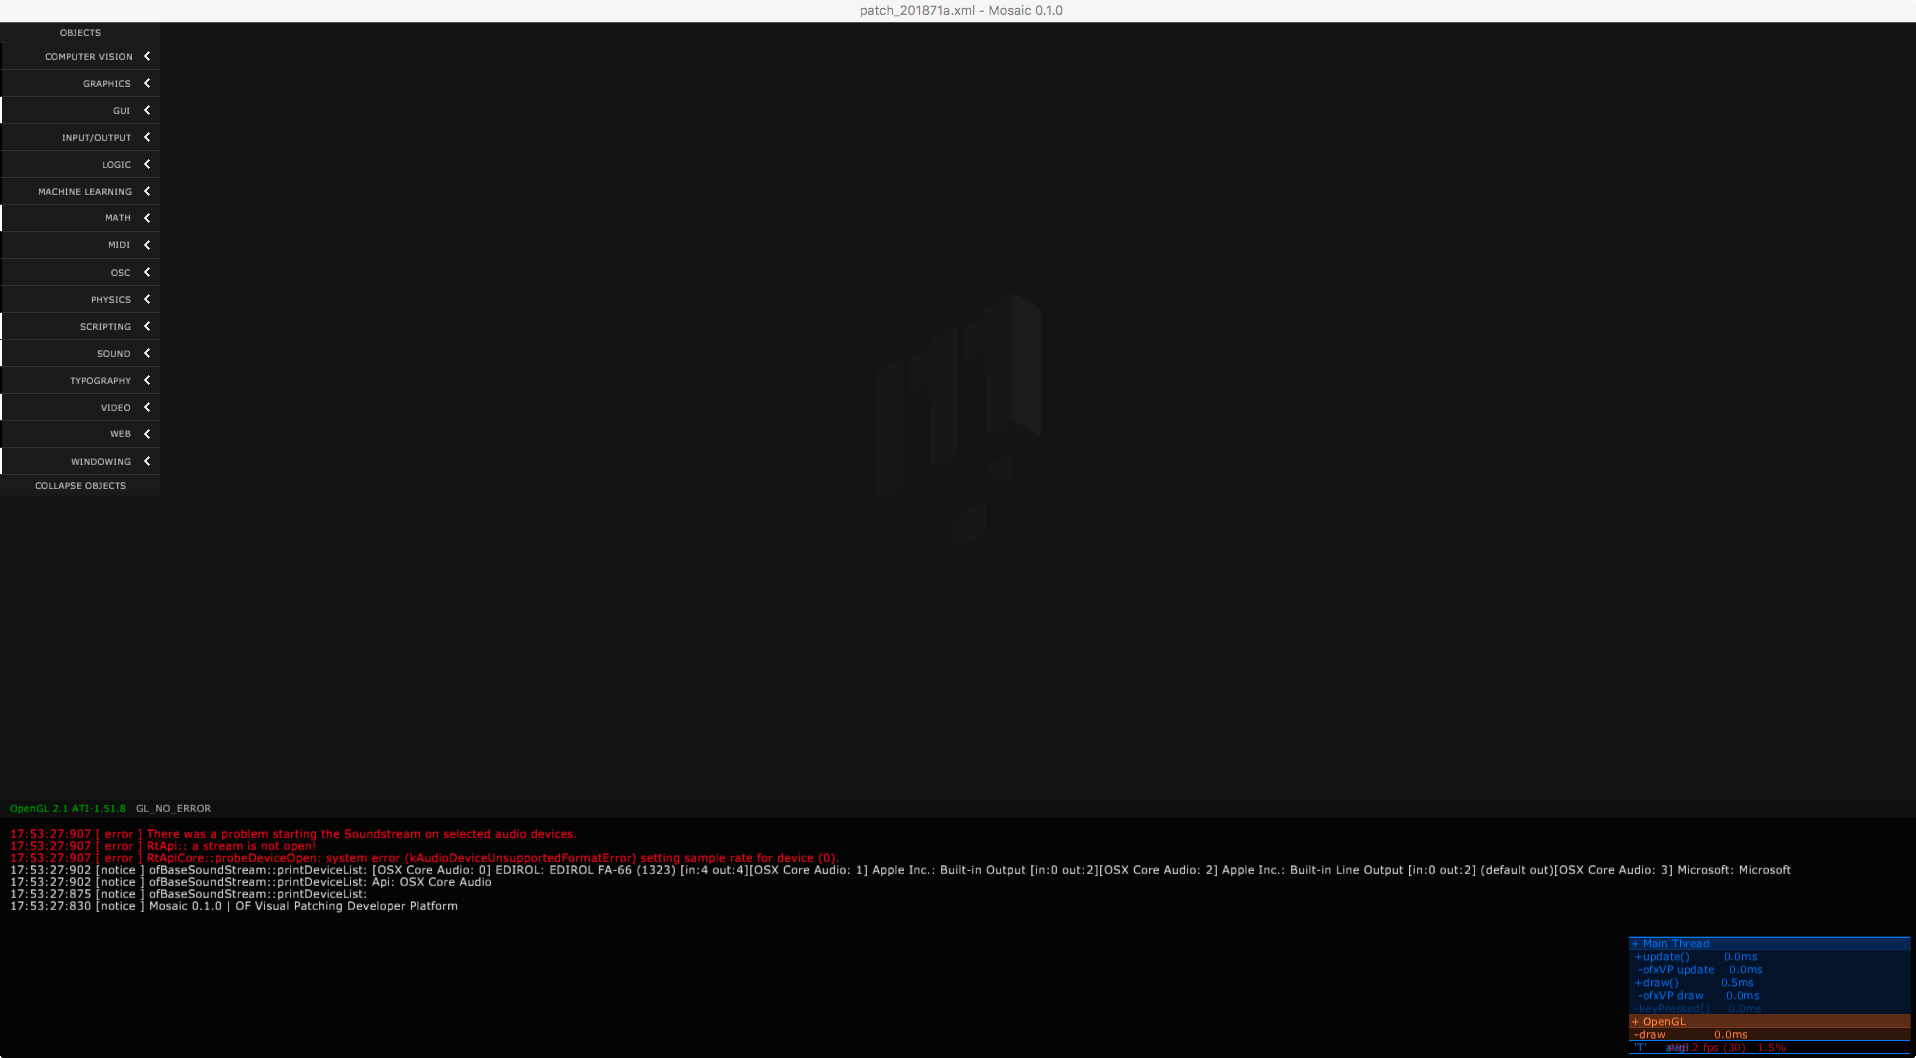 patch_201871a.xml - Mosaic 0.1.0
OBJECTS
COMPUTER VISION
GRAPHICS
GUI
INPUT/OUTPUT
LOGIC
MACHINE LEARNING
MATH
MIDI
OSC
PHYSICS
SCRIPTING
SOUND
TYPOGRAPHY
VIDEO
WEB
WINDOWING
COLLAPSE OBJECTS
OpenGL 2.1 ATI-1.51.8 GL_NO_ERROR
17:53:27:907 [ error ] There was a problem starting the Soundstream on selected audio devices.
17:53:27:907 [ error ] RtApi:: a stream is not open!
17:53:27:907 [ error ] RtApiCore::probeDeviceOpen: system error (kAudioDeviceUnsupportedFormatError) setting sample rate for device (0).
17:53:27:902 [notice ] ofBaseSoundStream::printDeviceList: [OSX Core Audio: 0] EDIROL: EDIROL FA-66 (1323) [in:4 out:4][OSX Core Audio: 1] Apple Inc.: Built-in Output [in:0 out:2][OSX Core Audio: 2] Apple Inc.: Built-in Line Output [in:0 out:2] (default out)[OSX Core Audio: 3] Microsoft: Microsoft
17:53:27:902 [notice ] ofBaseSoundStream::printDeviceList: Api: OSX Core Audio
17:53:27:875 [notice ] ofBaseSoundStream::printDeviceList:
17:53:27:830 [notice ] Mosaic 0.1.0 | OF Visual Patching Developer Platform
+ Main Thread
+update() 0.0ms
-ofxVP update 0.0ms
+draw() 0.5ms
-ofxVP draw 0.0ms
-keyPressed() 0.0ms
+ OpenGL
-draw 0.0ms
'T' fps (30) 1.5%